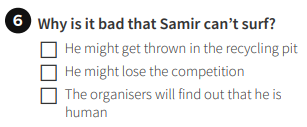 6 Why is it bad that Samir can’t surf?
He might get thrown in the recycling pit
He might lose the competition
The organisers will find out that he is
human